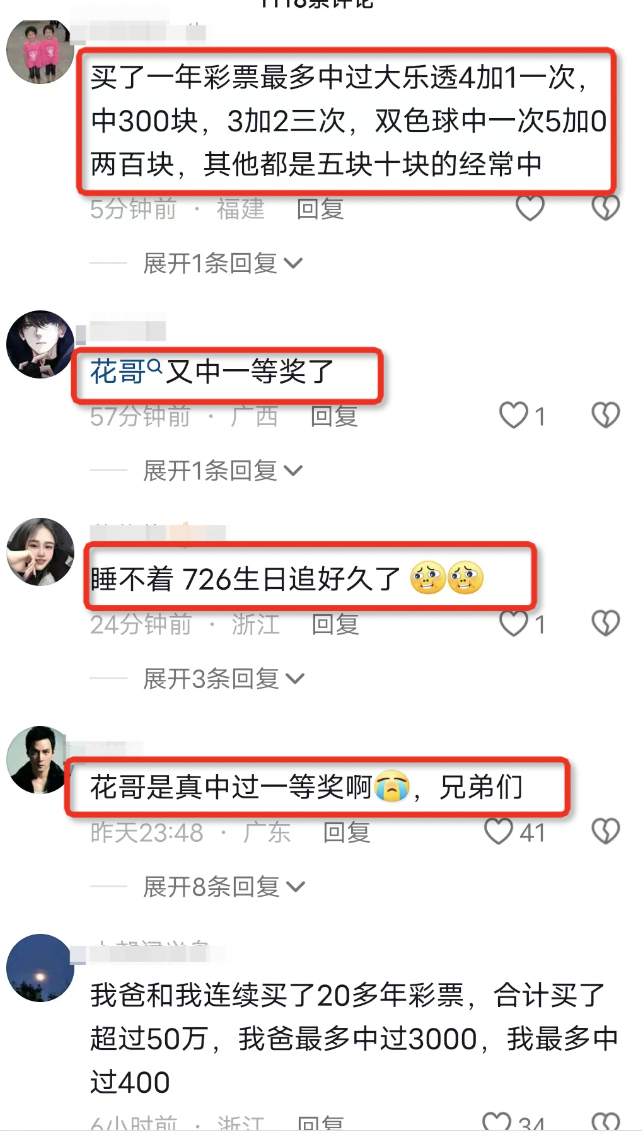 1118条评论
买了一年彩票最多中过大乐透4加1一次，
中300块，3加2三次，双色球中一次5加0
两百块，其他都是五块十块的经常中
5分钟前 · 福建 回复
展开1条回复
花哥又中一等奖了
57分钟前 · 广西 回复 1
展开1条回复
睡不着 726生日追好久了
24分钟前 · 浙江 回复 1
展开3条回复
花哥是真中过一等奖啊😭，兄弟们
昨天23:48 · 广东 回复 41
展开8条回复
我爸和我连续买了20多年彩票，合计买了
超过50万，我爸最多中过3000，我最多中
过400
6小时前 · 浙江 回复 34